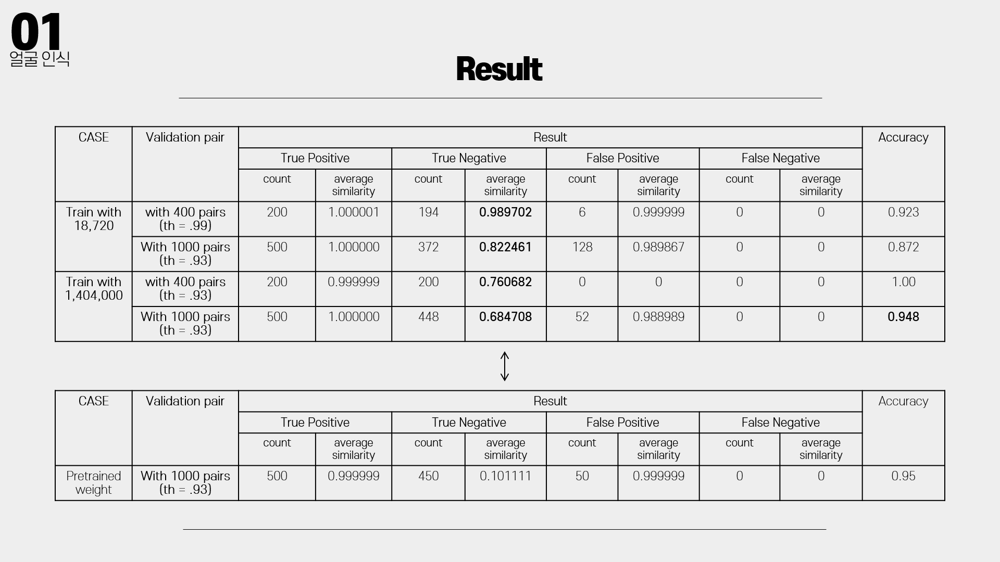 01
얼굴 인식
Result
CASE Validation pair Result Accuracy
True Positive True Negative False Positive False Negative
count average similarity count average similarity count average similarity count average similarity
Train with 18,720 with 400 pairs (th = .99) 200 1.000001 194 0.989702 6 0.999999 0 0 0.923
With 1000 pairs (th = .93) 500 1.000000 372 0.822461 128 0.989867 0 0 0.872
Train with 1,404,000 with 400 pairs (th = .93) 200 0.999999 200 0.760682 0 0 0 0 1.00
With 1000 pairs (th = .93) 500 1.000000 448 0.684708 52 0.988989 0 0 0.948
CASE Validation pair Result Accuracy
True Positive True Negative False Positive False Negative
count average similarity count average similarity count average similarity count average similarity
Pretrained weight With 1000 pairs (th = .93) 500 0.999999 450 0.101111 50 0.999999 0 0 0.95